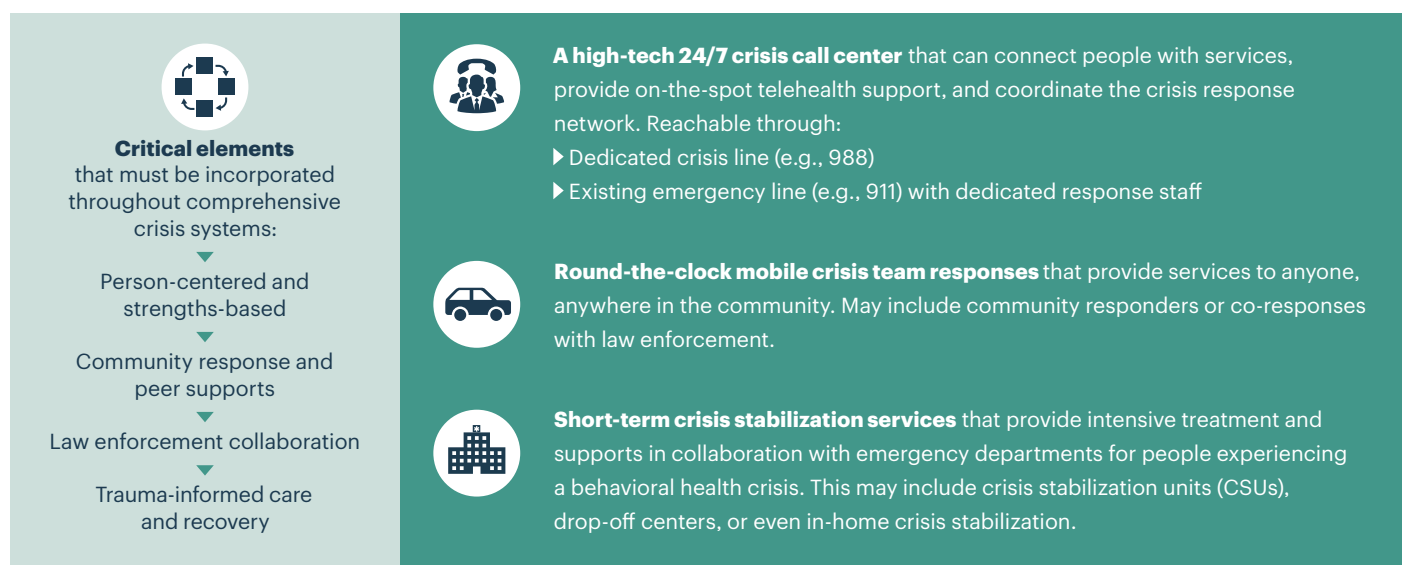 Critical elements
that must be incorporated
throughout comprehensive
crisis systems:
Person-centered and
strengths-based
Community response and
peer supports
Law enforcement collaboration
Trauma-informed care
and recovery
A high-tech 24/7 crisis call center that can connect people with services,
provide on-the-spot telehealth support, and coordinate the crisis response
network. Reachable through:
Dedicated crisis line (e.g., 988)
Existing emergency line (e.g., 911) with dedicated response staff
Round-the-clock mobile crisis team responses that provide services to anyone,
anywhere in the community. May include community responders or co-responses
with law enforcement.
Short-term crisis stabilization services that provide intensive treatment and
supports in collaboration with emergency departments for people experiencing
a behavioral health crisis. This may include crisis stabilization units (CSUs),
drop-off centers, or even in-home crisis stabilization.